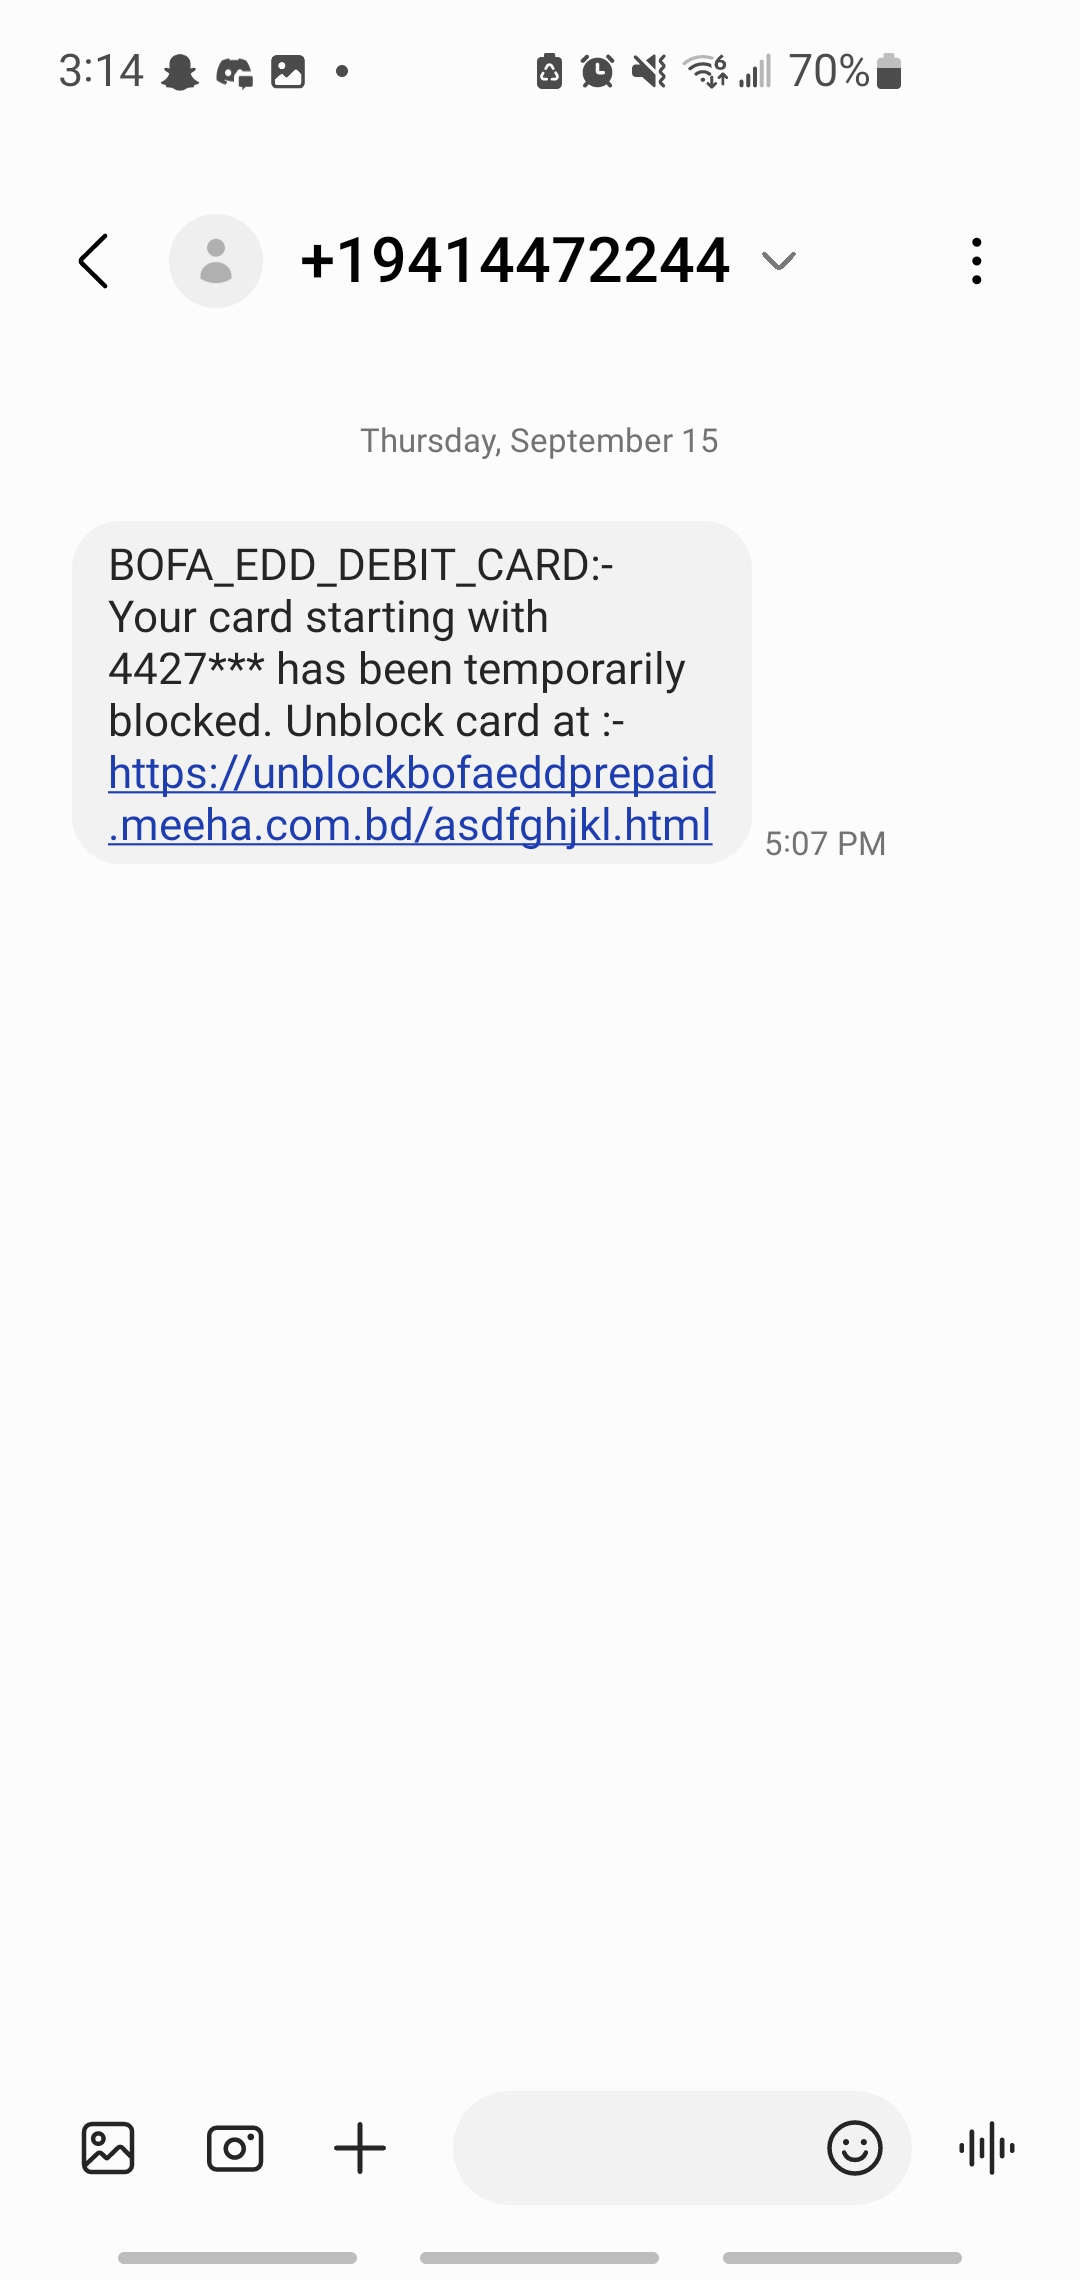 3:14 70%
+19414472244
Thursday, September 15
BOFA_EDD_DEBIT_CARD:-
Your card starting with
4427*** has been temporarily
blocked. Unblock card at :-
https://unblockbofaeddprepaid
.meeha.com.bd/asdfghjkl.html
5:07 PM